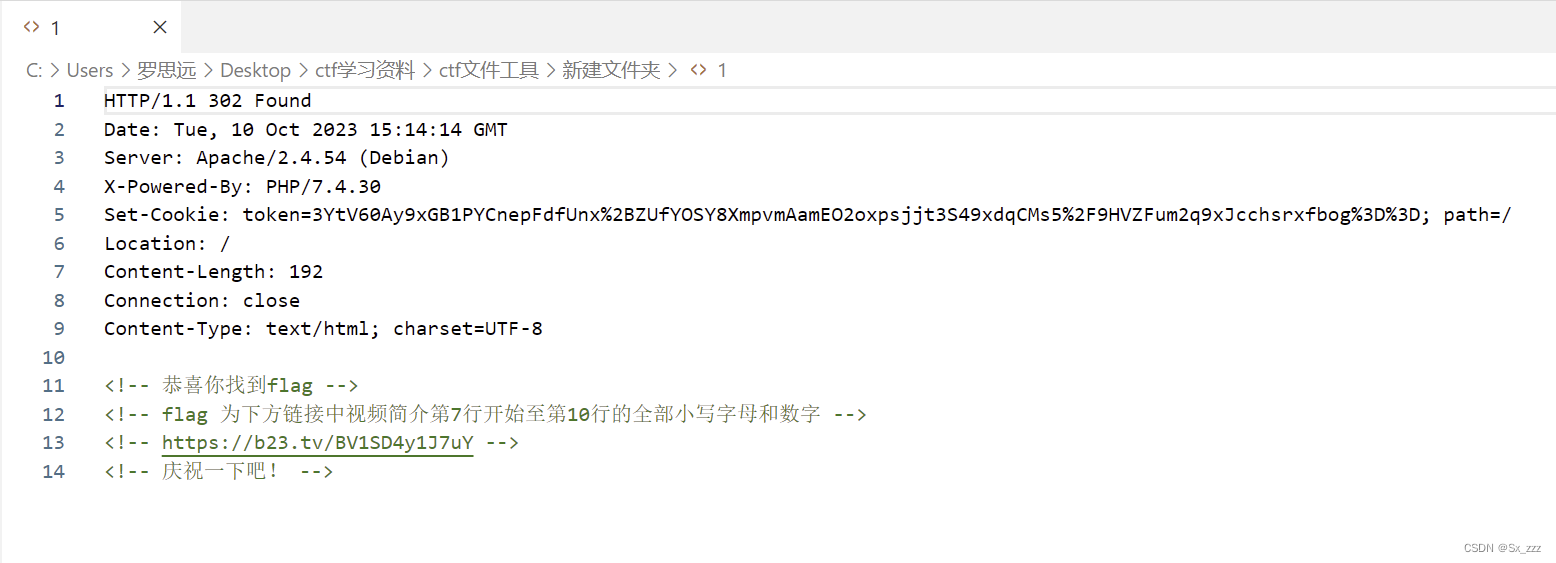 <> 1 ×
C: > Users > 罗思远 > Desktop > ctf学习资料 > ctf文件工具 > 新建文件夹 > <> 1
1 HTTP/1.1 302 Found
2 Date: Tue, 10 Oct 2023 15:14:14 GMT
3 Server: Apache/2.4.54 (Debian)
4 X-Powered-By: PHP/7.4.30
5 Set-Cookie: token=3YtV60Ay9xGB1PYCnepFdfUnx%2BZUfYOSY8XmpvmAamEO2oxpsjjt3S49xdqCMs5%2F9HVZFum2q9xJcchsrxfbog%3D%3D; path=/
6 Location: /
7 Content-Length: 192
8 Connection: close
9 Content-Type: text/html; charset=UTF-8
10
11 <!-- 恭喜你找到flag -->
12 <!-- flag 为下方链接中视频简介第7行开始至第10行的全部小写字母和数字 -->
13 <!-- https://b23.tv/BV1SD4y1J7uY -->
14 <!-- 庆祝一下吧！ -->
CSDN @Sx_zzz